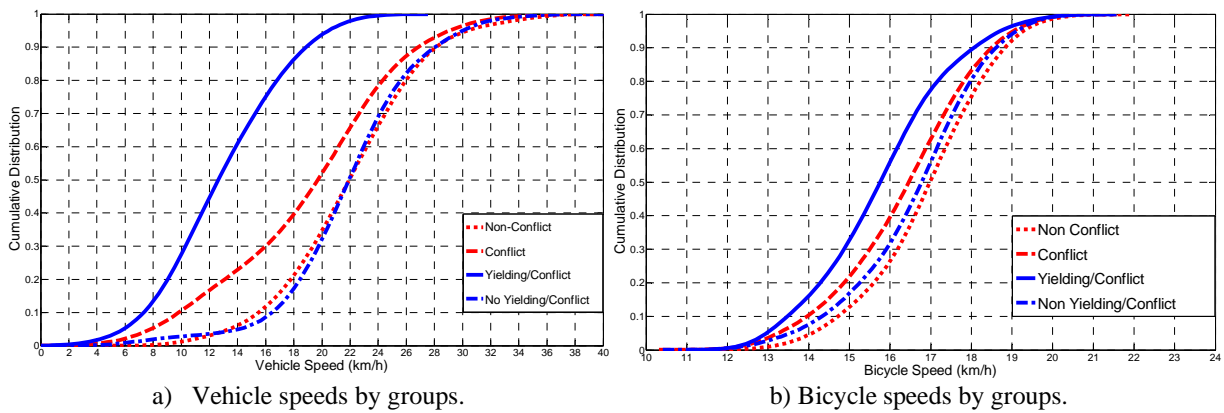 1
0.9
0.8
0.7
0.6
0.5
0.4
0.3
0.2
0.1
0
Cumulative Distribution
0 2 4 6 8 10 12 14 16 18 20 22 24 26 28 30 32 34 36 38 40
Vehicle Speed (km/h)
Non-Conflict
Conflict
Yielding/Conflict
No Yielding/Conflict
a) Vehicle speeds by groups.
1
0.9
0.8
0.7
0.6
0.5
0.4
0.3
0.2
0.1
0
Cumulative Distribution
10 11 12 13 14 15 16 17 18 19 20 21 22 23 24
Bicycle Speed (km/h)
Non Conflict
Conflict
Yielding/Conflict
Non Yielding/Conflict
b) Bicycle speeds by groups.